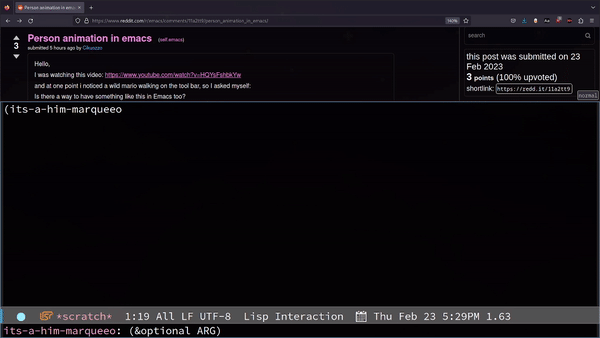 Person animation in emacs
https://www.reddit.com/r/emacs/comments/11a2tt9/person_animation_in_emacs/
140%
3
Person animation in emacs (self.emacs)
submitted 5 hours ago by
Hello,
I was watching this video: https://www.youtube.com/watch?v=HQYsFshbkYw
and at one point i noticed a wild mario walking on the tool bar, so I asked myself:
Is there a way to have something like this in Emacs too?
search
this post was submitted on 23
Feb 2023
3 points (100% upvoted)
shortlink: https://redd.it/11a2tt9
normal
(its-a-him-marqueeo
*scratch* 1:19 All LF UTF-8 Lisp Interaction Thu Feb 23 5:29PM 1.63
its-a-him-marqueeo: (&optional ARG)